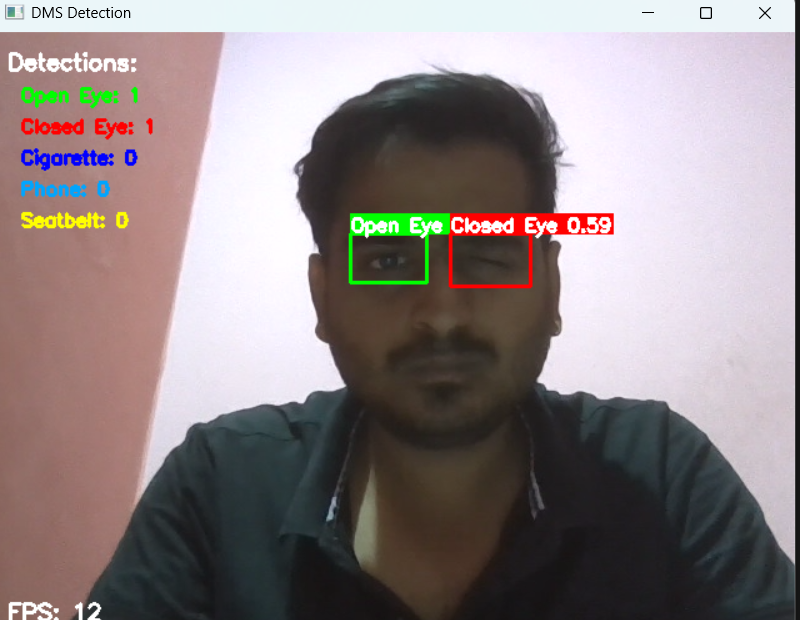 DMS Detection
Detections:
Open Eye: 1
Closed Eye: 1
Cigarette: 0
Phone: 0
Seatbelt: 0
Open Eye Closed Eye 0.59
FPS: 12